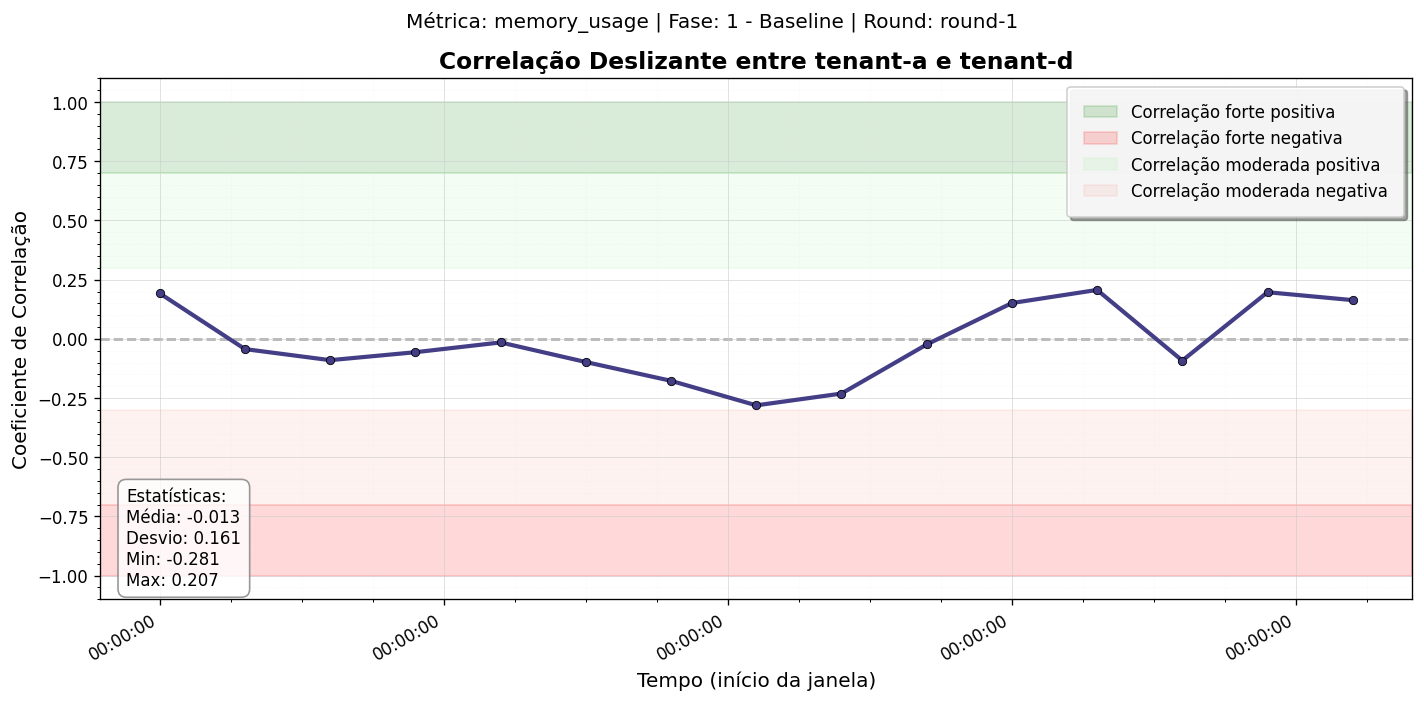 Métrica: memory_usage | Fase: 1 - Baseline | Round: round-1
Correlação Deslizante entre tenant-a e tenant-d
Coeficiente de Correlação
1.00
0.75
0.50
0.25
0.00
−0.25
−0.50
−0.75
−1.00
Correlação forte positiva
Correlação forte negativa
Correlação moderada positiva
Correlação moderada negativa
Estatísticas:
Média: -0.013
Desvio: 0.161
Min: -0.281
Max: 0.207
00:00:00
00:00:00
00:00:00
00:00:00
00:00:00
Tempo (início da janela)